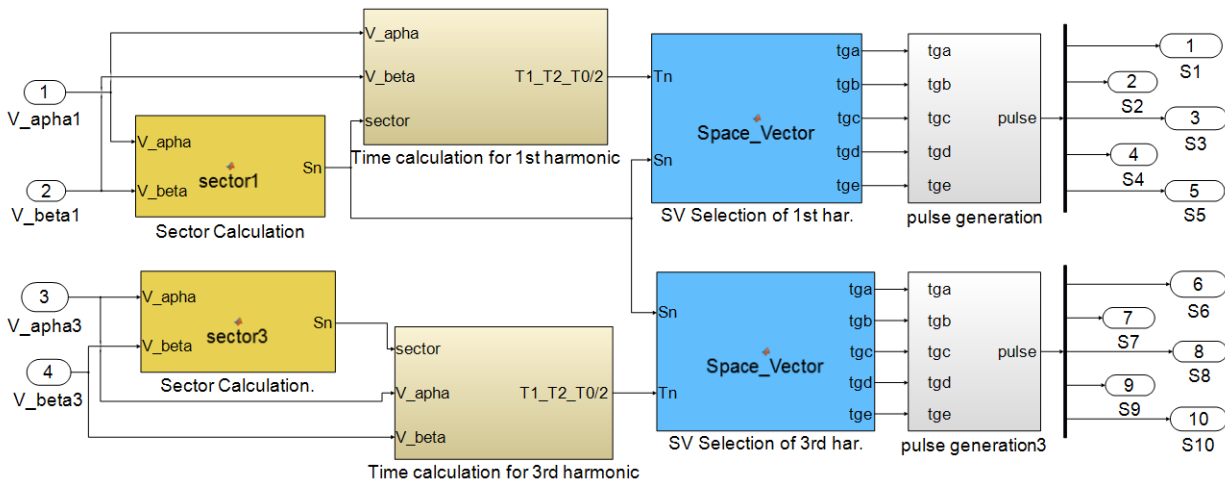 1
V_apha1
2
V_beta1
V_apha
V_beta
sector1
Sn
Sector Calculation
V_apha
V_beta
sector
T1_T2_T0/2
Time calculation for 1st harmonic
Tn
Sn
Space_Vector
tga
tgb
tgc
tgd
tge
SV Selection of 1st har.
tga
tgb
tgc
tgd
tge
pulse
pulse generation
1
S1
2
S2
3
S3
4
S4
5
S5
3
V_apha3
4
V_beta3
V_apha
V_beta
sector3
Sn
Sector Calculation.
sector
V_apha
V_beta
T1_T2_T0/2
Time calculation for 3rd harmonic
Sn
Tn
Space_Vector
tga
tgb
tgc
tgd
tge
SV Selection of 3rd har.
tga
tgb
tgc
tgd
tge
pulse
pulse generation3
6
S6
7
S7
8
S8
9
S9
10
S10